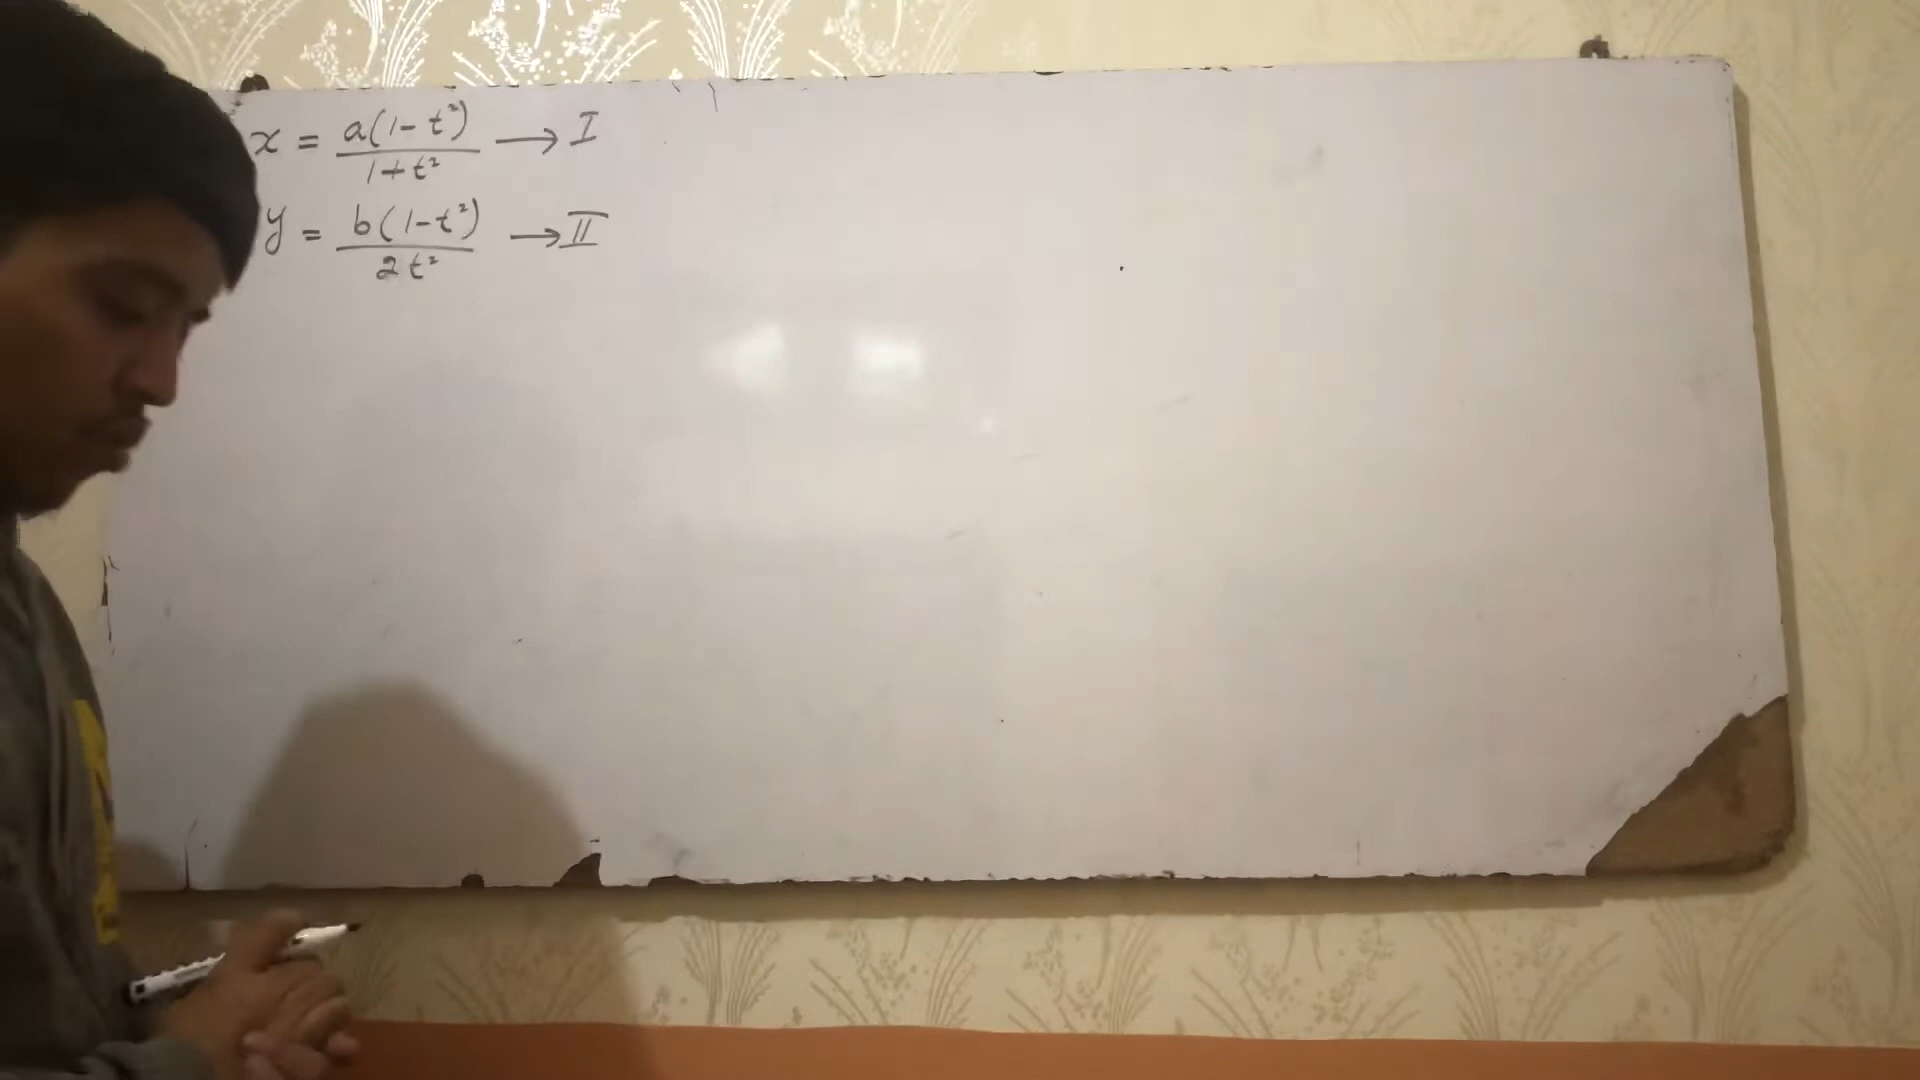 x = a(1-t²)/1+t² → I
y = b(1-t²)/2t² → II